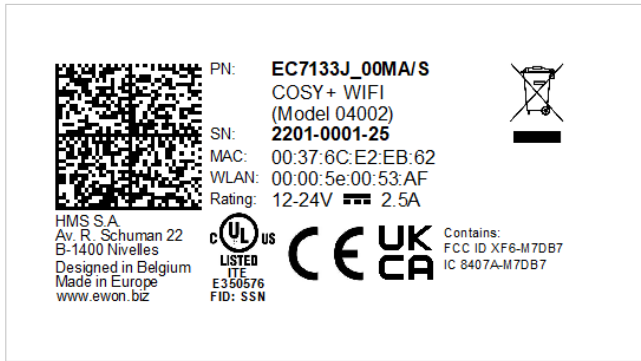 PN: EC7133J_00MA/S
COSY+ WIFI
(Model 04002)
SN: 2201-0001-25
MAC: 00:37:6C:E2:EB:62
WLAN: 00:00:5e:00:53:AF
Rating: 12-24V 2.5A
HMS S.A.
Av. R. Schuman 22
B-1400 Nivelles
Designed in Belgium
Made in Europe
www.ewon.biz
C UL US
LISTED
ITE
E350576
FID: SSN
CE
UK
CA
Contains:
FCC ID XF6-M7DB7
IC 8407A-M7DB7